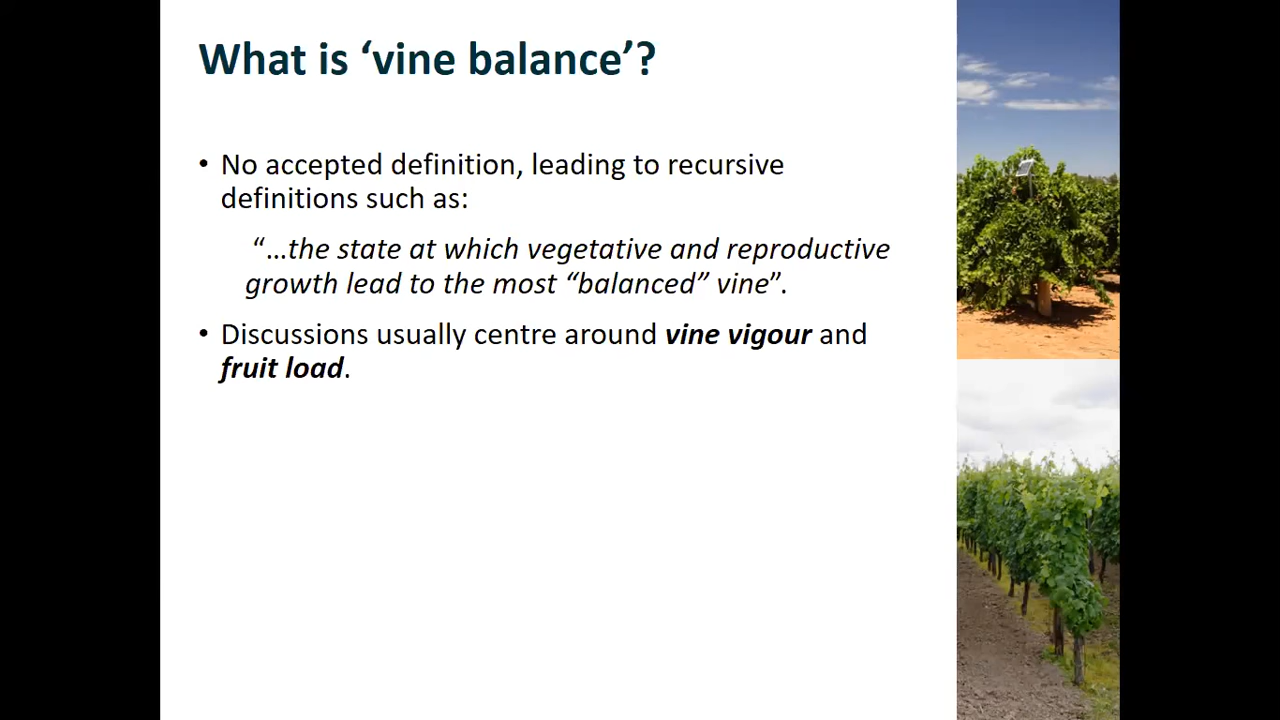 What is ‘vine balance’?
• No accepted definition, leading to recursive
definitions such as:
“…the state at which vegetative and reproductive
growth lead to the most “balanced” vine”.
• Discussions usually centre around vine vigour and
fruit load.